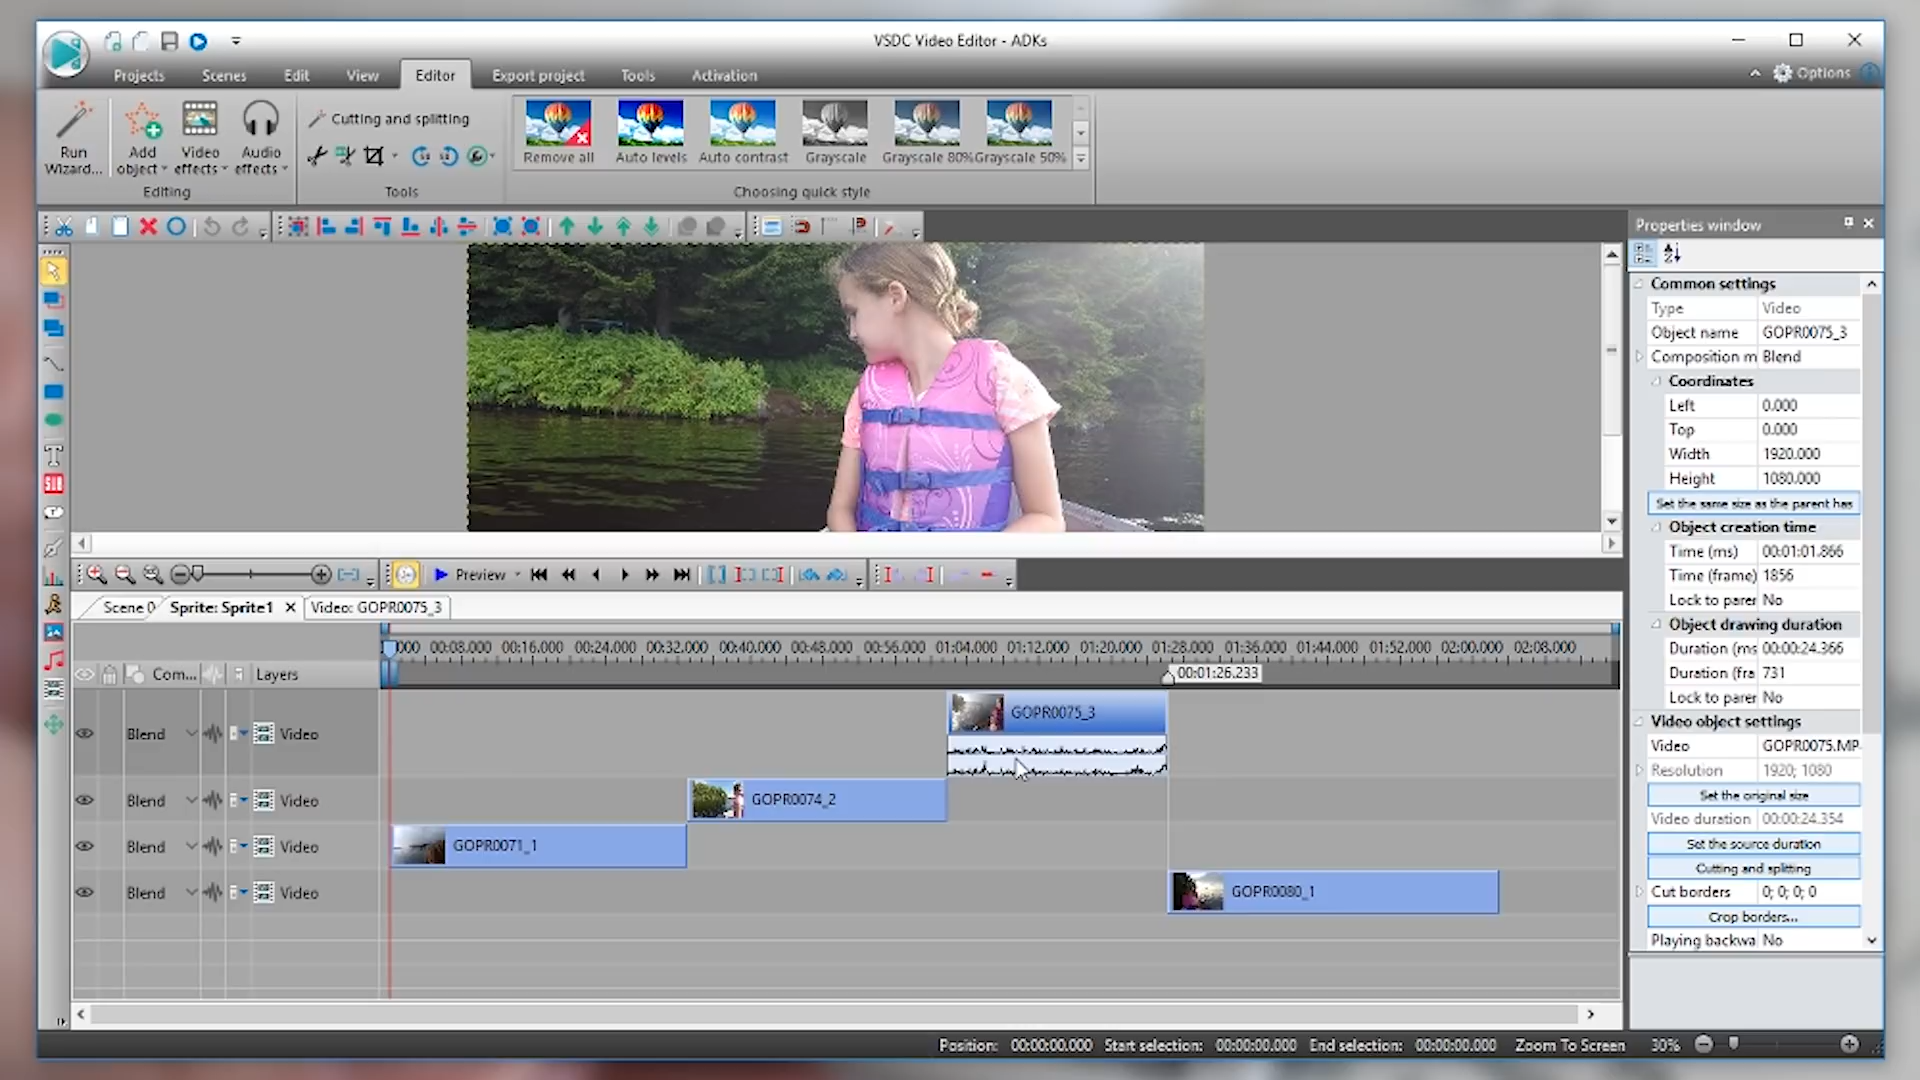 VSDC Video Editor - ADKs
Projects Scenes Edit View Editor Export project Tools Activation
Options
Run Wizard...
Add object
Video effects
Audio effects
Editing
Cutting and splitting
Tools
Remove all Auto levels Auto contrast Grayscale Grayscale 80% Grayscale 50%
Choosing quick style
Properties window
Common settings
Type Video
Object name GOPR0075_3
Composition m Blend
Coordinates
Left 0.000
Top 0.000
Width 1920.000
Height 1080.000
Set the same size as the parent has
Object creation time
Time (ms) 00:01:01.866
Time (frame) 1856
Lock to parer No
Object drawing duration
Duration (ms 00:00:24.366
Duration (fra 731
Lock to parer No
Video object settings
Video GOPR0075.MP
Resolution 1920; 1080
Set the original size
Video duration 00:00:24.354
Set the source duration
Cutting and splitting
Cut borders 0; 0; 0; 0
Crop borders...
Playing backwa No
T
SUB
Preview
Scene 0 Sprite: Sprite1 Video: GOPR0075_3
000 00:08.000 00:16.000 00:24.000 00:32.000 00:40.000 00:48.000 00:56.000 01:04.000 01:12.000 01:20.000 01:28.000 01:36.000 01:44.000 01:52.000 02:00.000 02:08.000
00:01:26.233
Com... Layers
Blend Video GOPR0075_3
Blend Video GOPR0074_2
Blend Video GOPR0071_1
Blend Video GOPR0080_1
Position: 00:00:00.000 Start selection: 00:00:00.000 End selection: 00:00:00.000 Zoom To Screen 30%